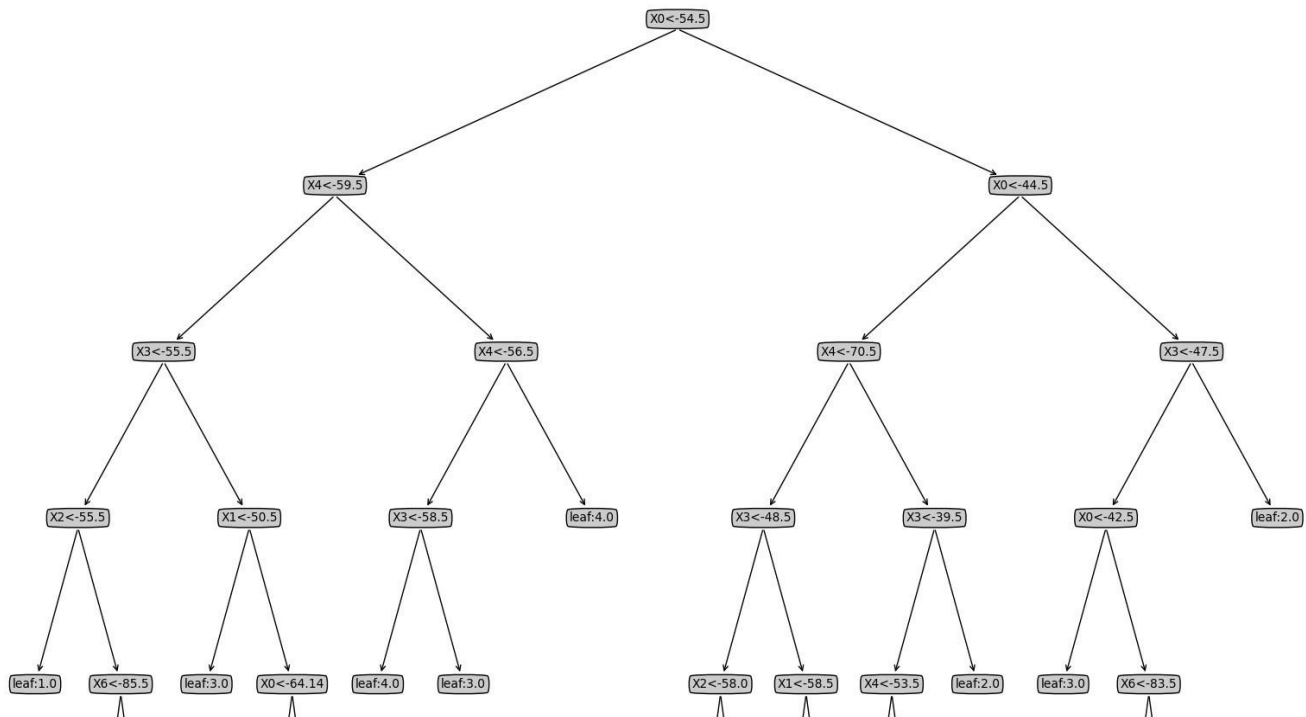 X0<-54.5
X4<-59.5
X0<-44.5
X3<-55.5
X4<-56.5
X4<-70.5
X3<-47.5
X2<-55.5
X1<-50.5
X3<-58.5
leaf:4.0
X3<-48.5
X3<-39.5
X0<-42.5
leaf:2.0
leaf:1.0
X6<-85.5
leaf:3.0
X0<-64.14
leaf:4.0
leaf:3.0
X2<-58.0
X1<-58.5
X4<-53.5
leaf:2.0
leaf:3.0
X6<-83.5